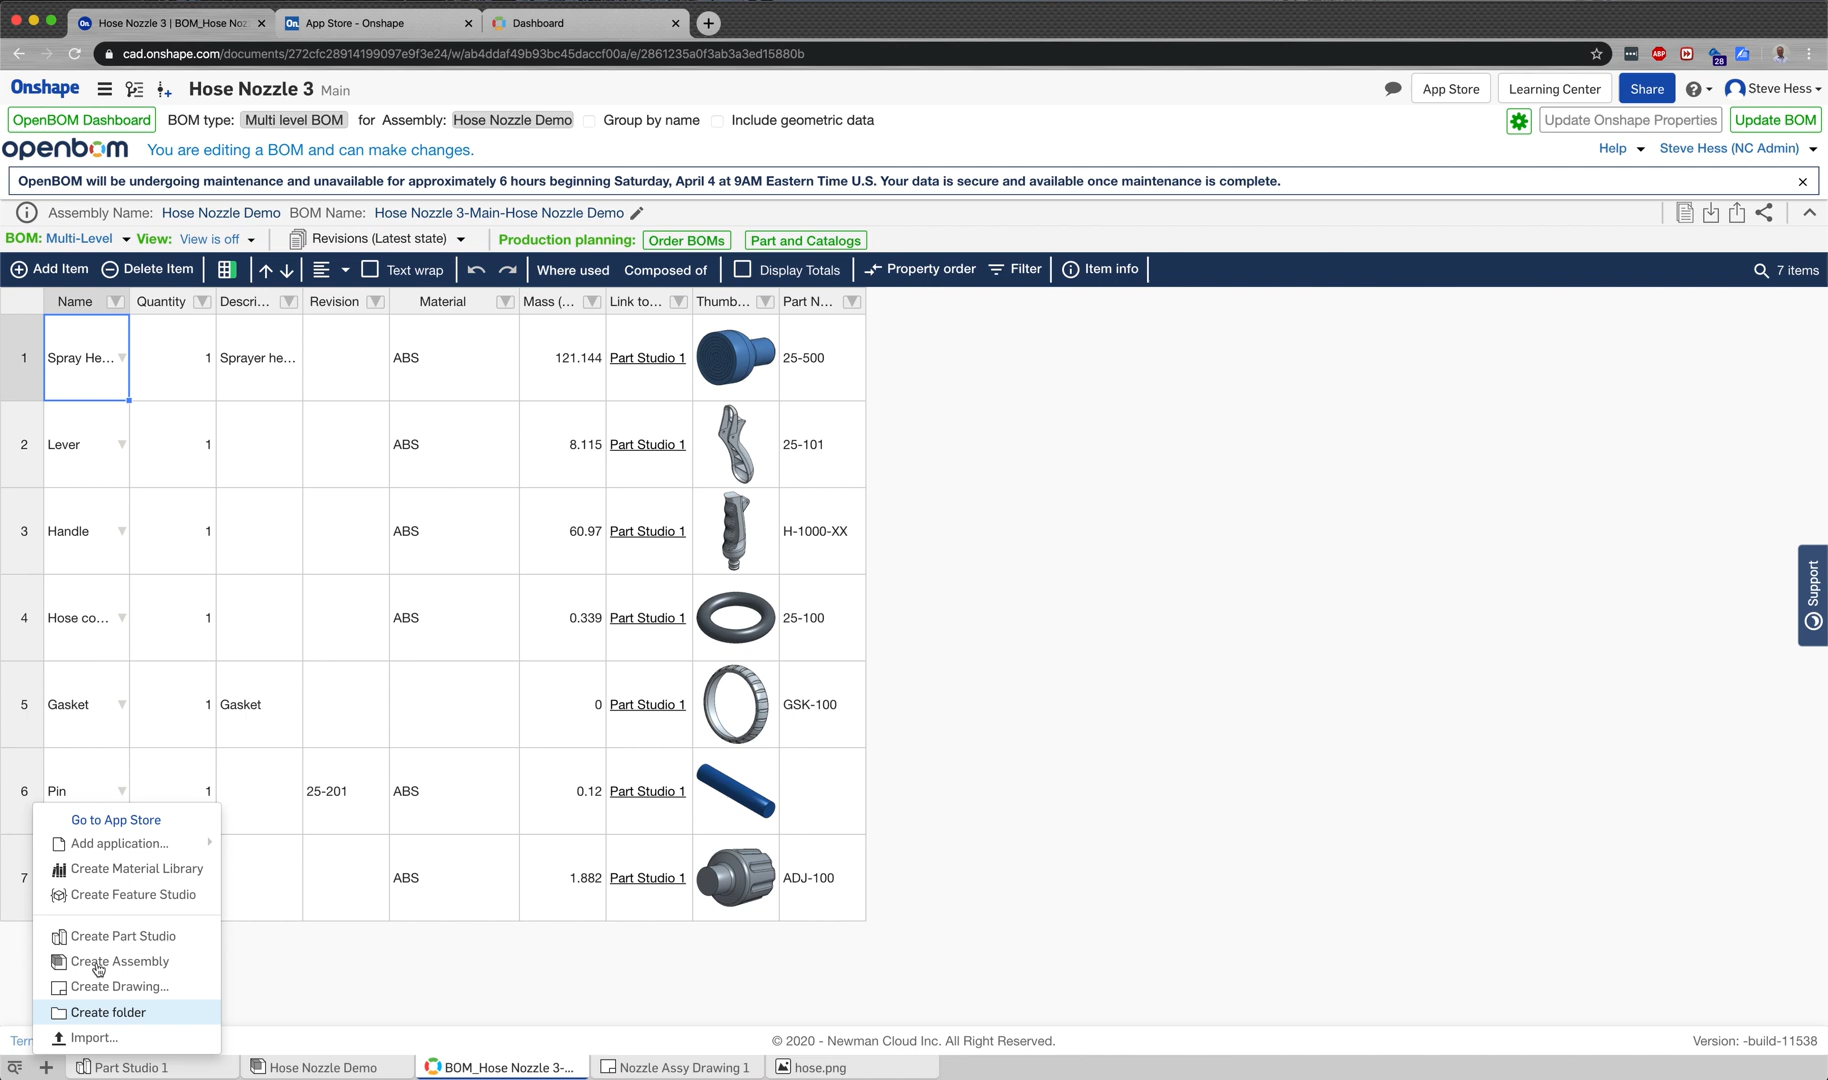 Hose Nozzle 3 | BOM_Hose Noz
App Store - Onshape
Dashboard
cad.onshape.com/documents/272cfc28914199097e9f3e24/w/ab4ddaf49b93bc45daccf00a/e/2861235a0f3ab3a3ed15880b
ABP
28
Onshape
Hose Nozzle 3 Main
App Store
Learning Center
Share
Steve Hess
OpenBOM Dashboard
BOM type: Multi level BOM for Assembly: Hose Nozzle Demo
Group by name
Include geometric data
Update Onshape Properties
Update BOM
openbom
You are editing a BOM and can make changes.
Help
Steve Hess (NC Admin)
OpenBOM will be undergoing maintenance and unavailable for approximately 6 hours beginning Saturday, April 4 at 9AM Eastern Time U.S. Your data is secure and available once maintenance is complete.
Assembly Name: Hose Nozzle Demo BOM Name: Hose Nozzle 3-Main-Hose Nozzle Demo
BOM: Multi-Level View: View is off
Revisions (Latest state)
Production planning: Order BOMs Part and Catalogs
Add Item
Delete Item
Text wrap
Where used
Composed of
Display Totals
Property order
Filter
Item info
7 items
Name Quantity Descri... Revision Material Mass (... Link to... Thumb... Part N...
1 Spray He... 1 Sprayer he... ABS 121.144 Part Studio 1 25-500
2 Lever 1 ABS 8.115 Part Studio 1 25-101
3 Handle 1 ABS 60.97 Part Studio 1 H-1000-XX
4 Hose co... 1 ABS 0.339 Part Studio 1 25-100
5 Gasket 1 Gasket 0 Part Studio 1 GSK-100
6 Pin 1 25-201 ABS 0.12 Part Studio 1
7 ABS 1.882 Part Studio 1 ADJ-100
Go to App Store
Add application...
Create Material Library
Create Feature Studio
Create Part Studio
Create Assembly
Create Drawing...
Create folder
Import...
Support
Terr
© 2020 - Newman Cloud Inc. All Right Reserved.
Version: -build-11538
Part Studio 1
Hose Nozzle Demo
BOM_Hose Nozzle 3-...
Nozzle Assy Drawing 1
hose.png